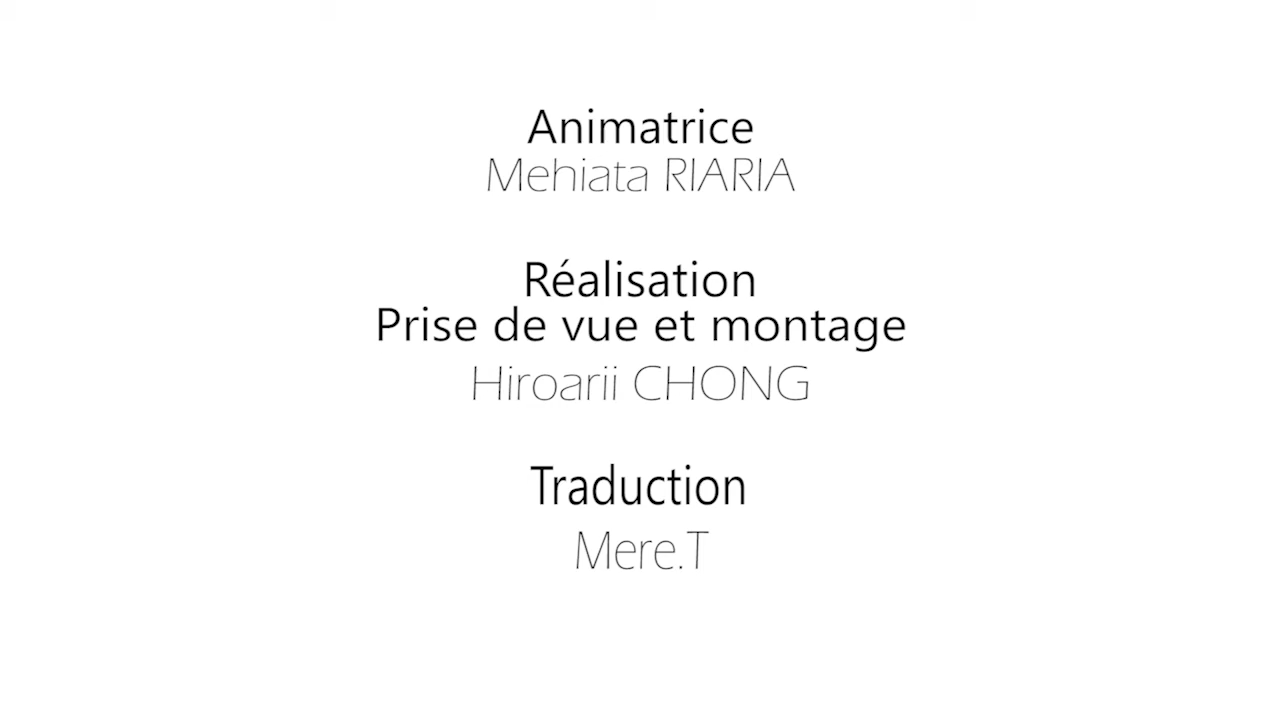 Animatrice
Mehiata RIARIA
Réalisation
Prise de vue et montage
Hiroarii CHONG
Traduction
Mere.T